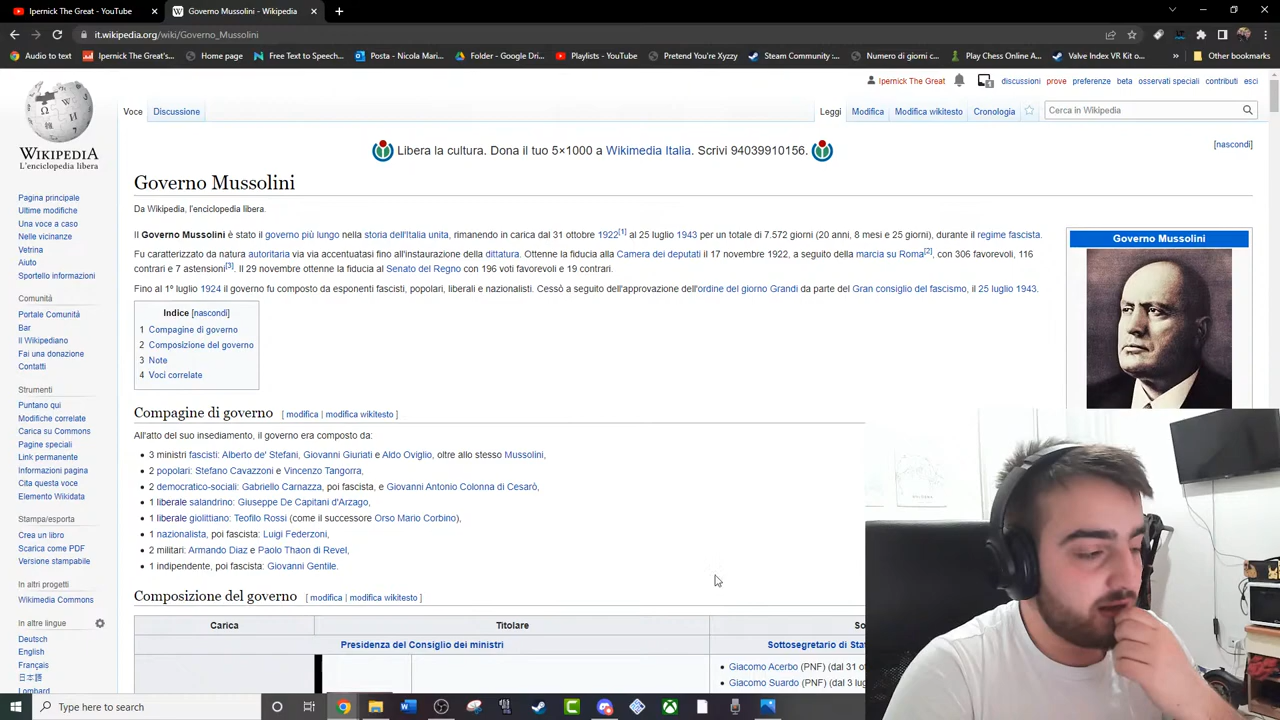 Ipernick The Great - YouTube
Governo Mussolini - Wikipedia
it.wikipedia.org/wiki/Governo_Mussolini
Audio to text
Ipernick The Great's...
Home page
Free Text to Speech...
Posta - Nicola Mari...
Folder - Google Dri...
Playlists - YouTube
Pretend You're Xyzzy
Steam Community :...
Numero di giorni c...
Play Chess Online A...
Valve Index VR Kit o...
Other bookmarks
Ipernick The Great
discussioni
prove
preferenze
beta
osservati speciali
contributi
esci
Voce
Discussione
Leggi
Modifica
Modifica wikitesto
Cronologia
Cerca in Wikipedia
WIKIPEDIA
L'enciclopedia libera
Libera la cultura. Dona il tuo 5×1000 a Wikimedia Italia. Scrivi 94039910156.
[nascondi]
Pagina principale
Ultime modifiche
Una voce a caso
Nelle vicinanze
Vetrina
Aiuto
Sportello informazioni
Comunità
Portale Comunità
Bar
Il Wikipediano
Fai una donazione
Contatti
Strumenti
Puntano qui
Modifiche correlate
Carica su Commons
Pagine speciali
Link permanente
Informazioni pagina
Cita questa voce
Elemento Wikidata
Stampa/esporta
Crea un libro
Scarica come PDF
Versione stampabile
In altri progetti
Wikimedia Commons
In altre lingue
Deutsch
English
Français
日本語
Lombard
Governo Mussolini
Da Wikipedia, l'enciclopedia libera.
Il Governo Mussolini è stato il governo più lungo nella storia dell'Italia unita, rimanendo in carica dal 31 ottobre 1922[1] al 25 luglio 1943 per un totale di 7.572 giorni (20 anni, 8 mesi e 25 giorni), durante il regime fascista.
Fu caratterizzato da natura autoritaria via via accentuatasi fino all'instaurazione della dittatura. Ottenne la fiducia alla Camera dei deputati il 17 novembre 1922, a seguito della marcia su Roma[2], con 306 favorevoli, 116
contrari e 7 astensioni[3]. Il 29 novembre ottenne la fiducia al Senato del Regno con 196 voti favorevoli e 19 contrari.
Fino al 1º luglio 1924 il governo fu composto da esponenti fascisti, popolari, liberali e nazionalisti. Cessò a seguito dell'approvazione dell'ordine del giorno Grandi da parte del Gran consiglio del fascismo, il 25 luglio 1943.
Governo Mussolini
Indice [nascondi]
1 Compagine di governo
2 Composizione del governo
3 Note
4 Voci correlate
Compagine di governo [ modifica | modifica wikitesto ]
All'atto del suo insediamento, il governo era composto da:
• 3 ministri fascisti: Alberto de' Stefani, Giovanni Giuriati e Aldo Oviglio, oltre allo stesso Mussolini,
• 2 popolari: Stefano Cavazzoni e Vincenzo Tangorra,
• 2 democratico-sociali: Gabriello Carnazza, poi fascista, e Giovanni Antonio Colonna di Cesarò,
• 1 liberale salandrino: Giuseppe De Capitani d'Arzago,
• 1 liberale giolittiano: Teofilo Rossi (come il successore Orso Mario Corbino),
• 1 nazionalista, poi fascista: Luigi Federzoni,
• 2 militari: Armando Diaz e Paolo Thaon di Revel,
• 1 indipendente, poi fascista: Giovanni Gentile.
Composizione del governo [ modifica | modifica wikitesto ]
Carica
Titolare
So
Presidenza del Consiglio dei ministri
Sottosegretario di Stat
• Giacomo Acerbo (PNF) (dal 31 o
• Giacomo Suardo (PNF) (dal 3 lug
Type here to search